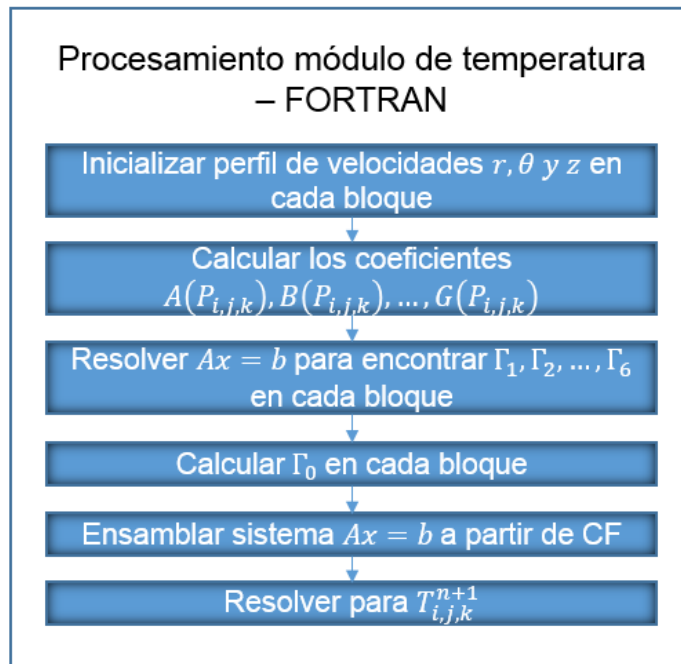 Procesamiento módulo de temperatura
– FORTRAN
Inicializar perfil de velocidades r, θ y z en
cada bloque
Calcular los coeficientes
A(P_{i,j,k}), B(P_{i,j,k}), ..., G(P_{i,j,k})
Resolver Ax = b para encontrar Γ₁, Γ₂, ..., Γ₆
en cada bloque
Calcular Γ₀ en cada bloque
Ensamblar sistema Ax = b a partir de CF
Resolver para T_{i,j,k}^{n+1}